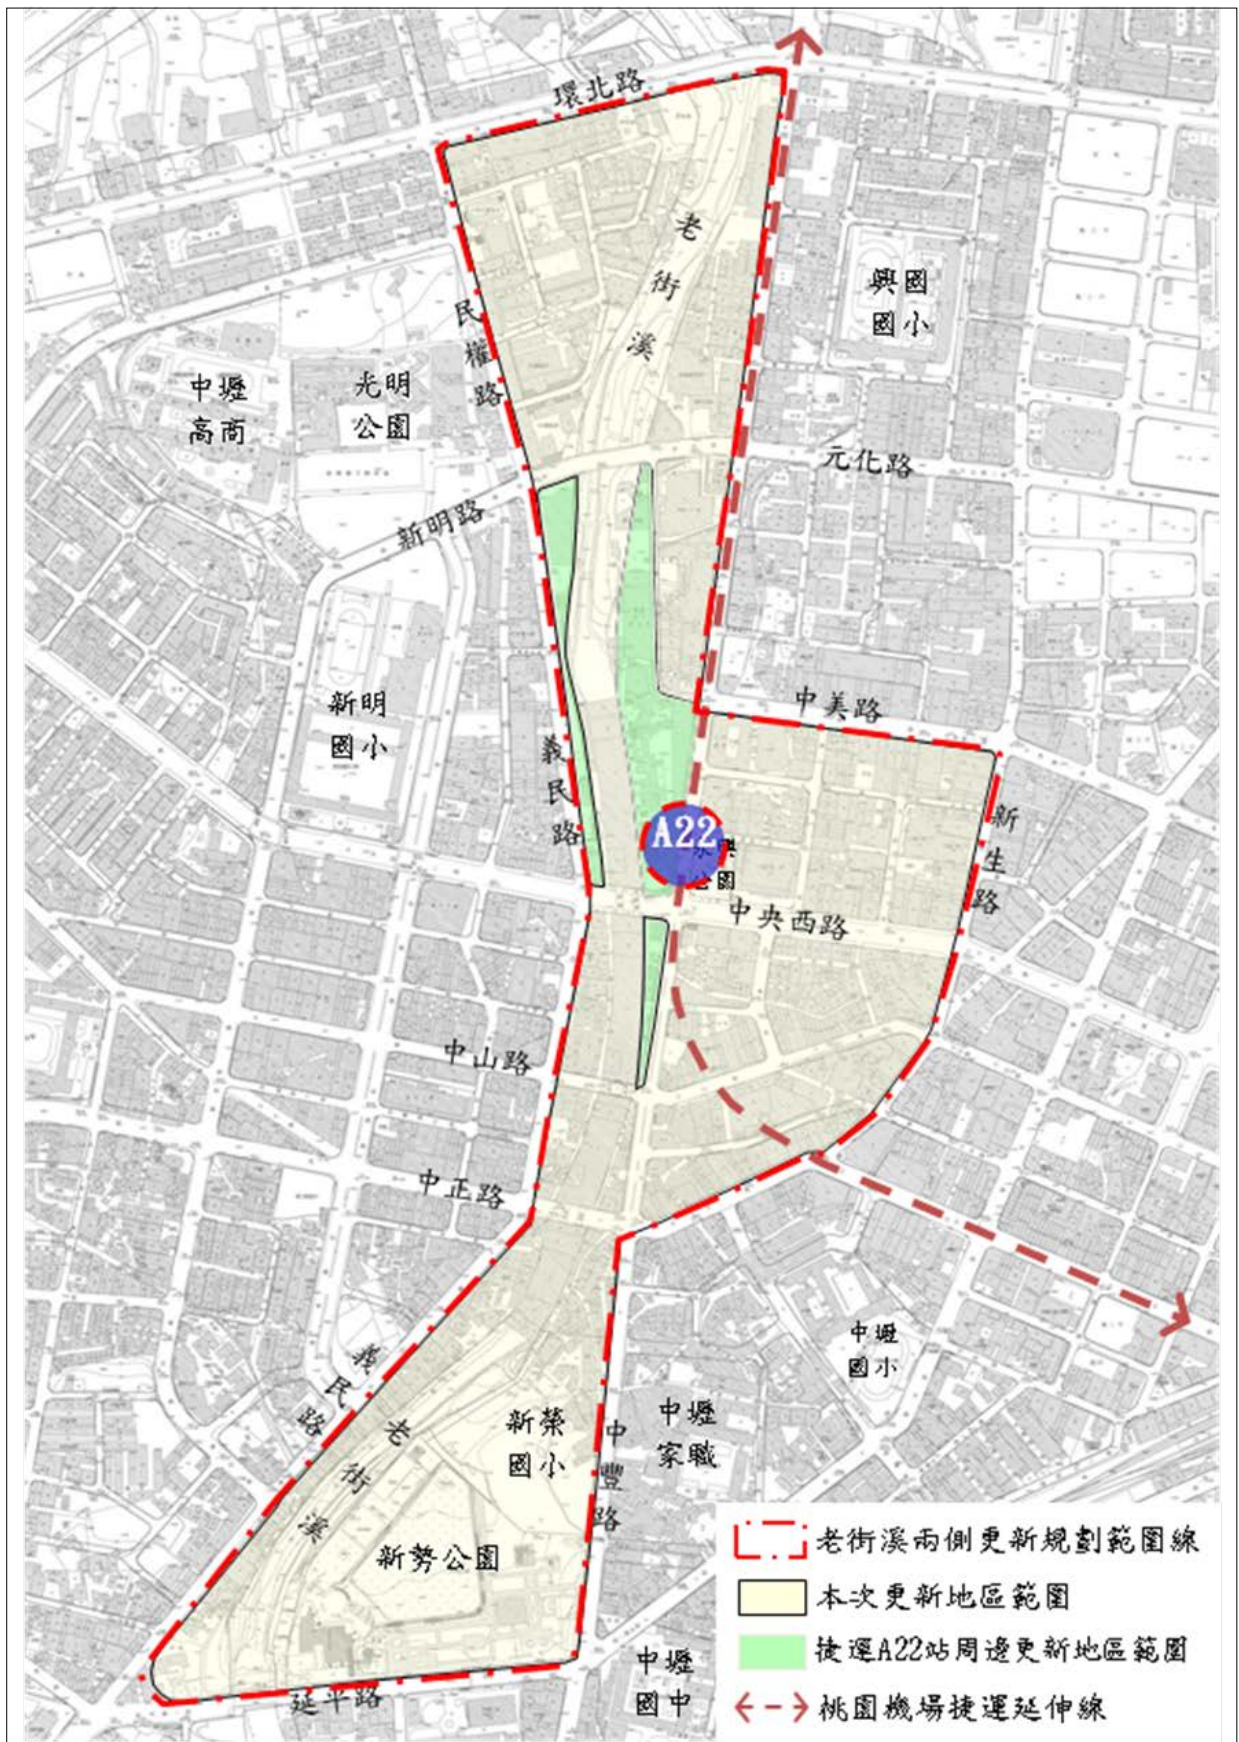 環北路
老街溪
興國
國小
民權路
中壢
高商
光明
公園
元化路
新明路
新明
國小
中美路
義民路
A22
新生路
公園
中央西路
中山路
中正路
中壢
國小
義民路
老街溪
新榮
國小
中壢
家職
中豐路
新勢公園
中壢
國中
延平路
老街溪兩側更新規劃範圍線
本次更新地區範圍
捷運A22站周邊更新地區範圍
桃園機場捷運延伸線